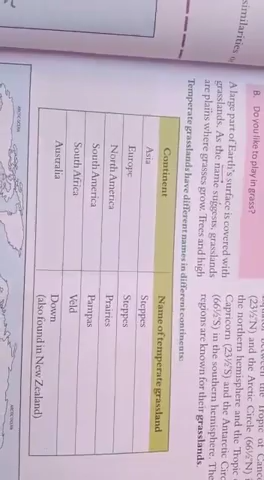 similarities
B. Do you like to play in grass?
A large part of Earth's surface is covered with
grasslands. As the name suggests, grasslands
are plains where grasses grow. Trees and high
between the Tropic of Cancer
(23½°N) and the Arctic Circle (66½°N)
the northern hemisphere and the Tropic
Capricorn (23½°S) and the Antarctic Circ
(66½°S) in the southern hemisphere. The
regions are known for their grasslands.
Temperate grasslands have different names in different continents:
Continent Name of temperate grassland
Asia Steppes
Europe Steppes
North America Prairies
South America Pampas
South Africa Veld
Australia Down
(also found in New Zealand)